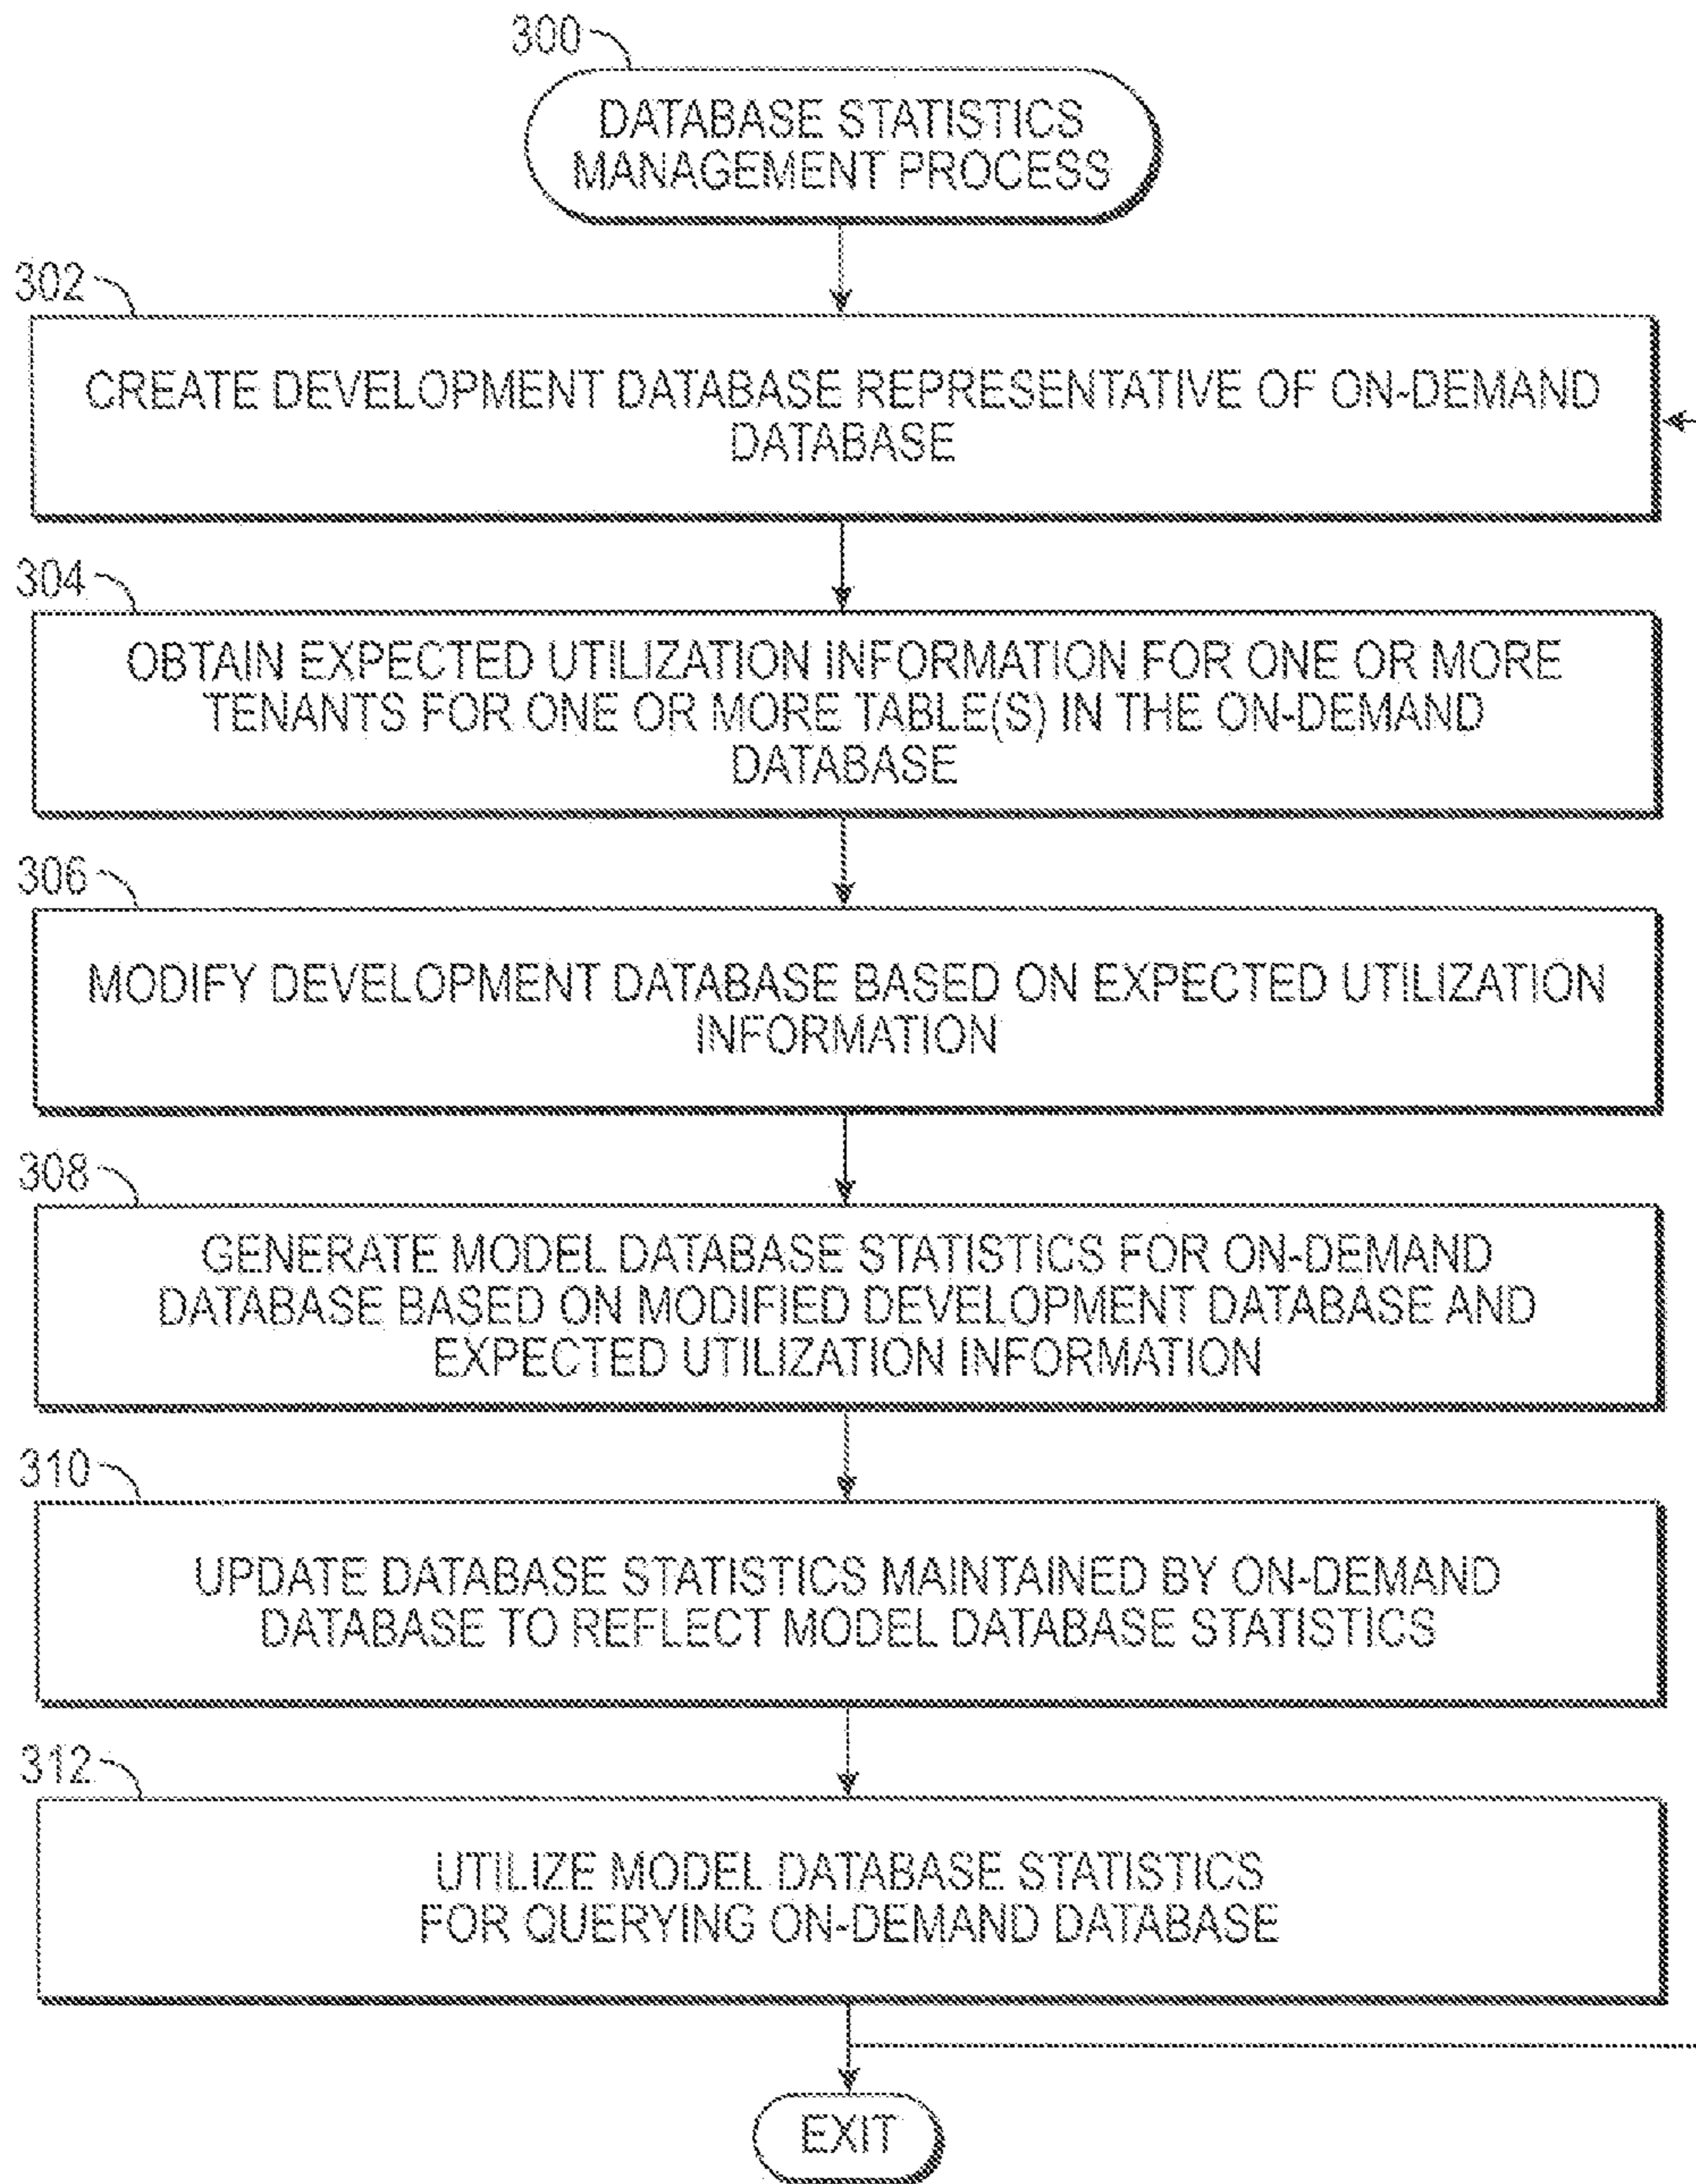 300
DATABASE STATISTICS
MANAGEMENT PROCESS
302
CREATE DEVELOPMENT DATABASE REPRESENTATIVE OF ON-DEMAND
DATABASE
304
OBTAIN EXPECTED UTILIZATION INFORMATION FOR ONE OR MORE
TENANTS FOR ONE OR MORE TABLE(S) IN THE ON-DEMAND
DATABASE
306
MODIFY DEVELOPMENT DATABASE BASED ON EXPECTED UTILIZATION
INFORMATION
308
GENERATE MODEL DATABASE STATISTICS FOR ON-DEMAND
DATABASE BASED ON MODIFIED DEVELOPMENT DATABASE AND
EXPECTED UTILIZATION INFORMATION
310
UPDATE DATABASE STATISTICS MAINTAINED BY ON-DEMAND
DATABASE TO REFLECT MODEL DATABASE STATISTICS
312
UTILIZE MODEL DATABASE STATISTICS
FOR QUERYING ON-DEMAND DATABASE
EXIT